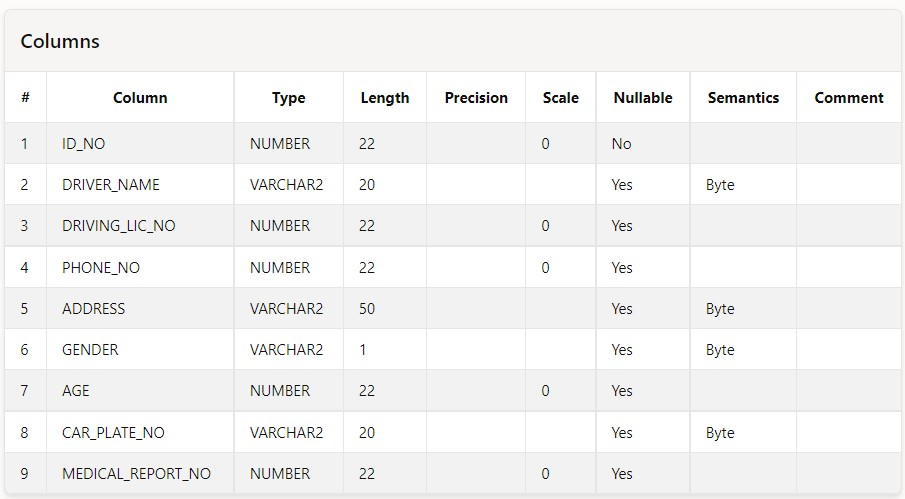 Columns
# Column Type Length Precision Scale Nullable Semantics Comment
1 ID_NO NUMBER 22 0 No
2 DRIVER_NAME VARCHAR2 20 Yes Byte
3 DRIVING_LIC_NO NUMBER 22 0 Yes
4 PHONE_NO NUMBER 22 0 Yes
5 ADDRESS VARCHAR2 50 Yes Byte
6 GENDER VARCHAR2 1 Yes Byte
7 AGE NUMBER 22 0 Yes
8 CAR_PLATE_NO VARCHAR2 20 Yes Byte
9 MEDICAL_REPORT_NO NUMBER 22 0 Yes